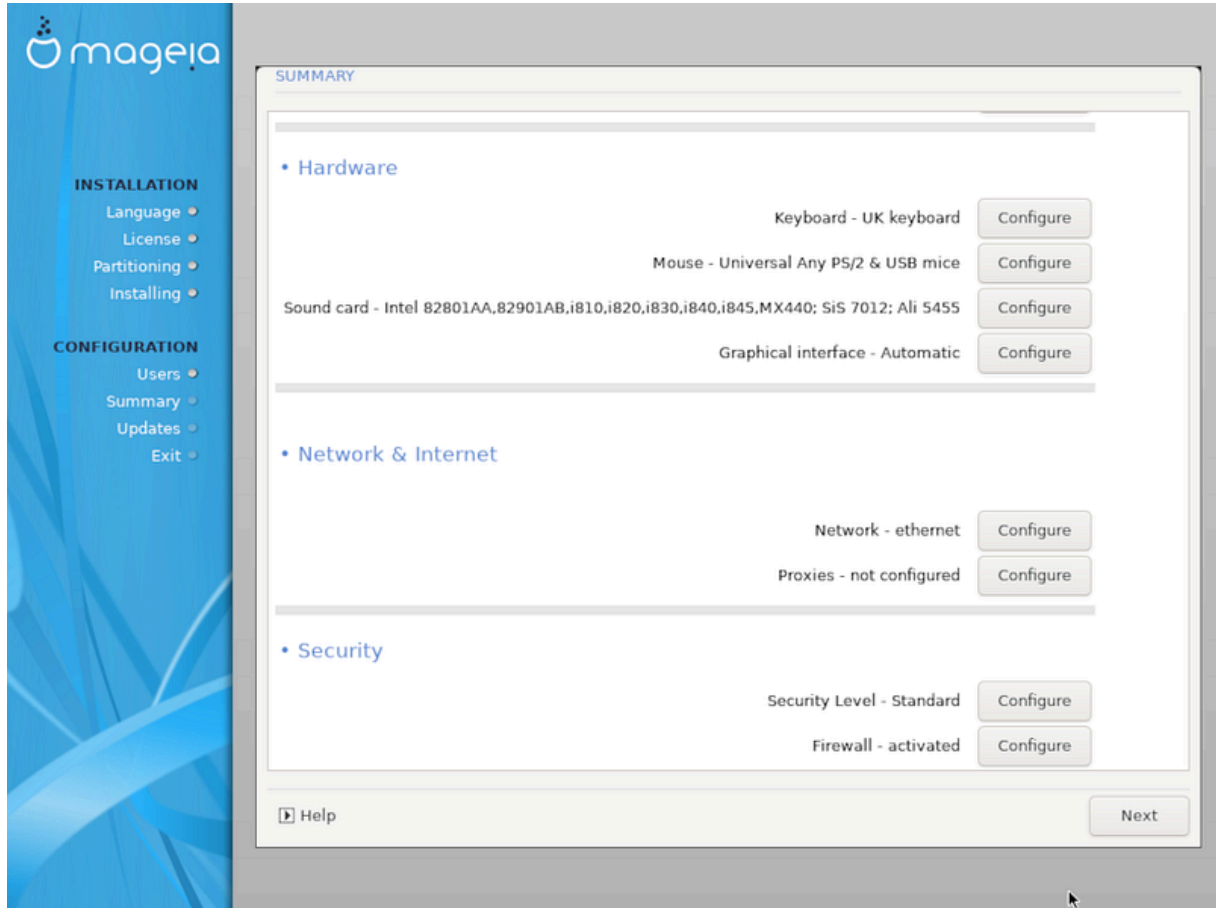 mageia
INSTALLATION
Language
License
Partitioning
Installing
CONFIGURATION
Users
Summary
Updates
Exit
SUMMARY
• Hardware
Keyboard - UK keyboard Configure
Mouse - Universal Any PS/2 & USB mice Configure
Sound card - Intel 82801AA,82901AB,i810,i820,i830,i840,i845,MX440; SiS 7012; Ali 5455 Configure
Graphical interface - Automatic Configure
• Network & Internet
Network - ethernet Configure
Proxies - not configured Configure
• Security
Security Level - Standard Configure
Firewall - activated Configure
Help
Next